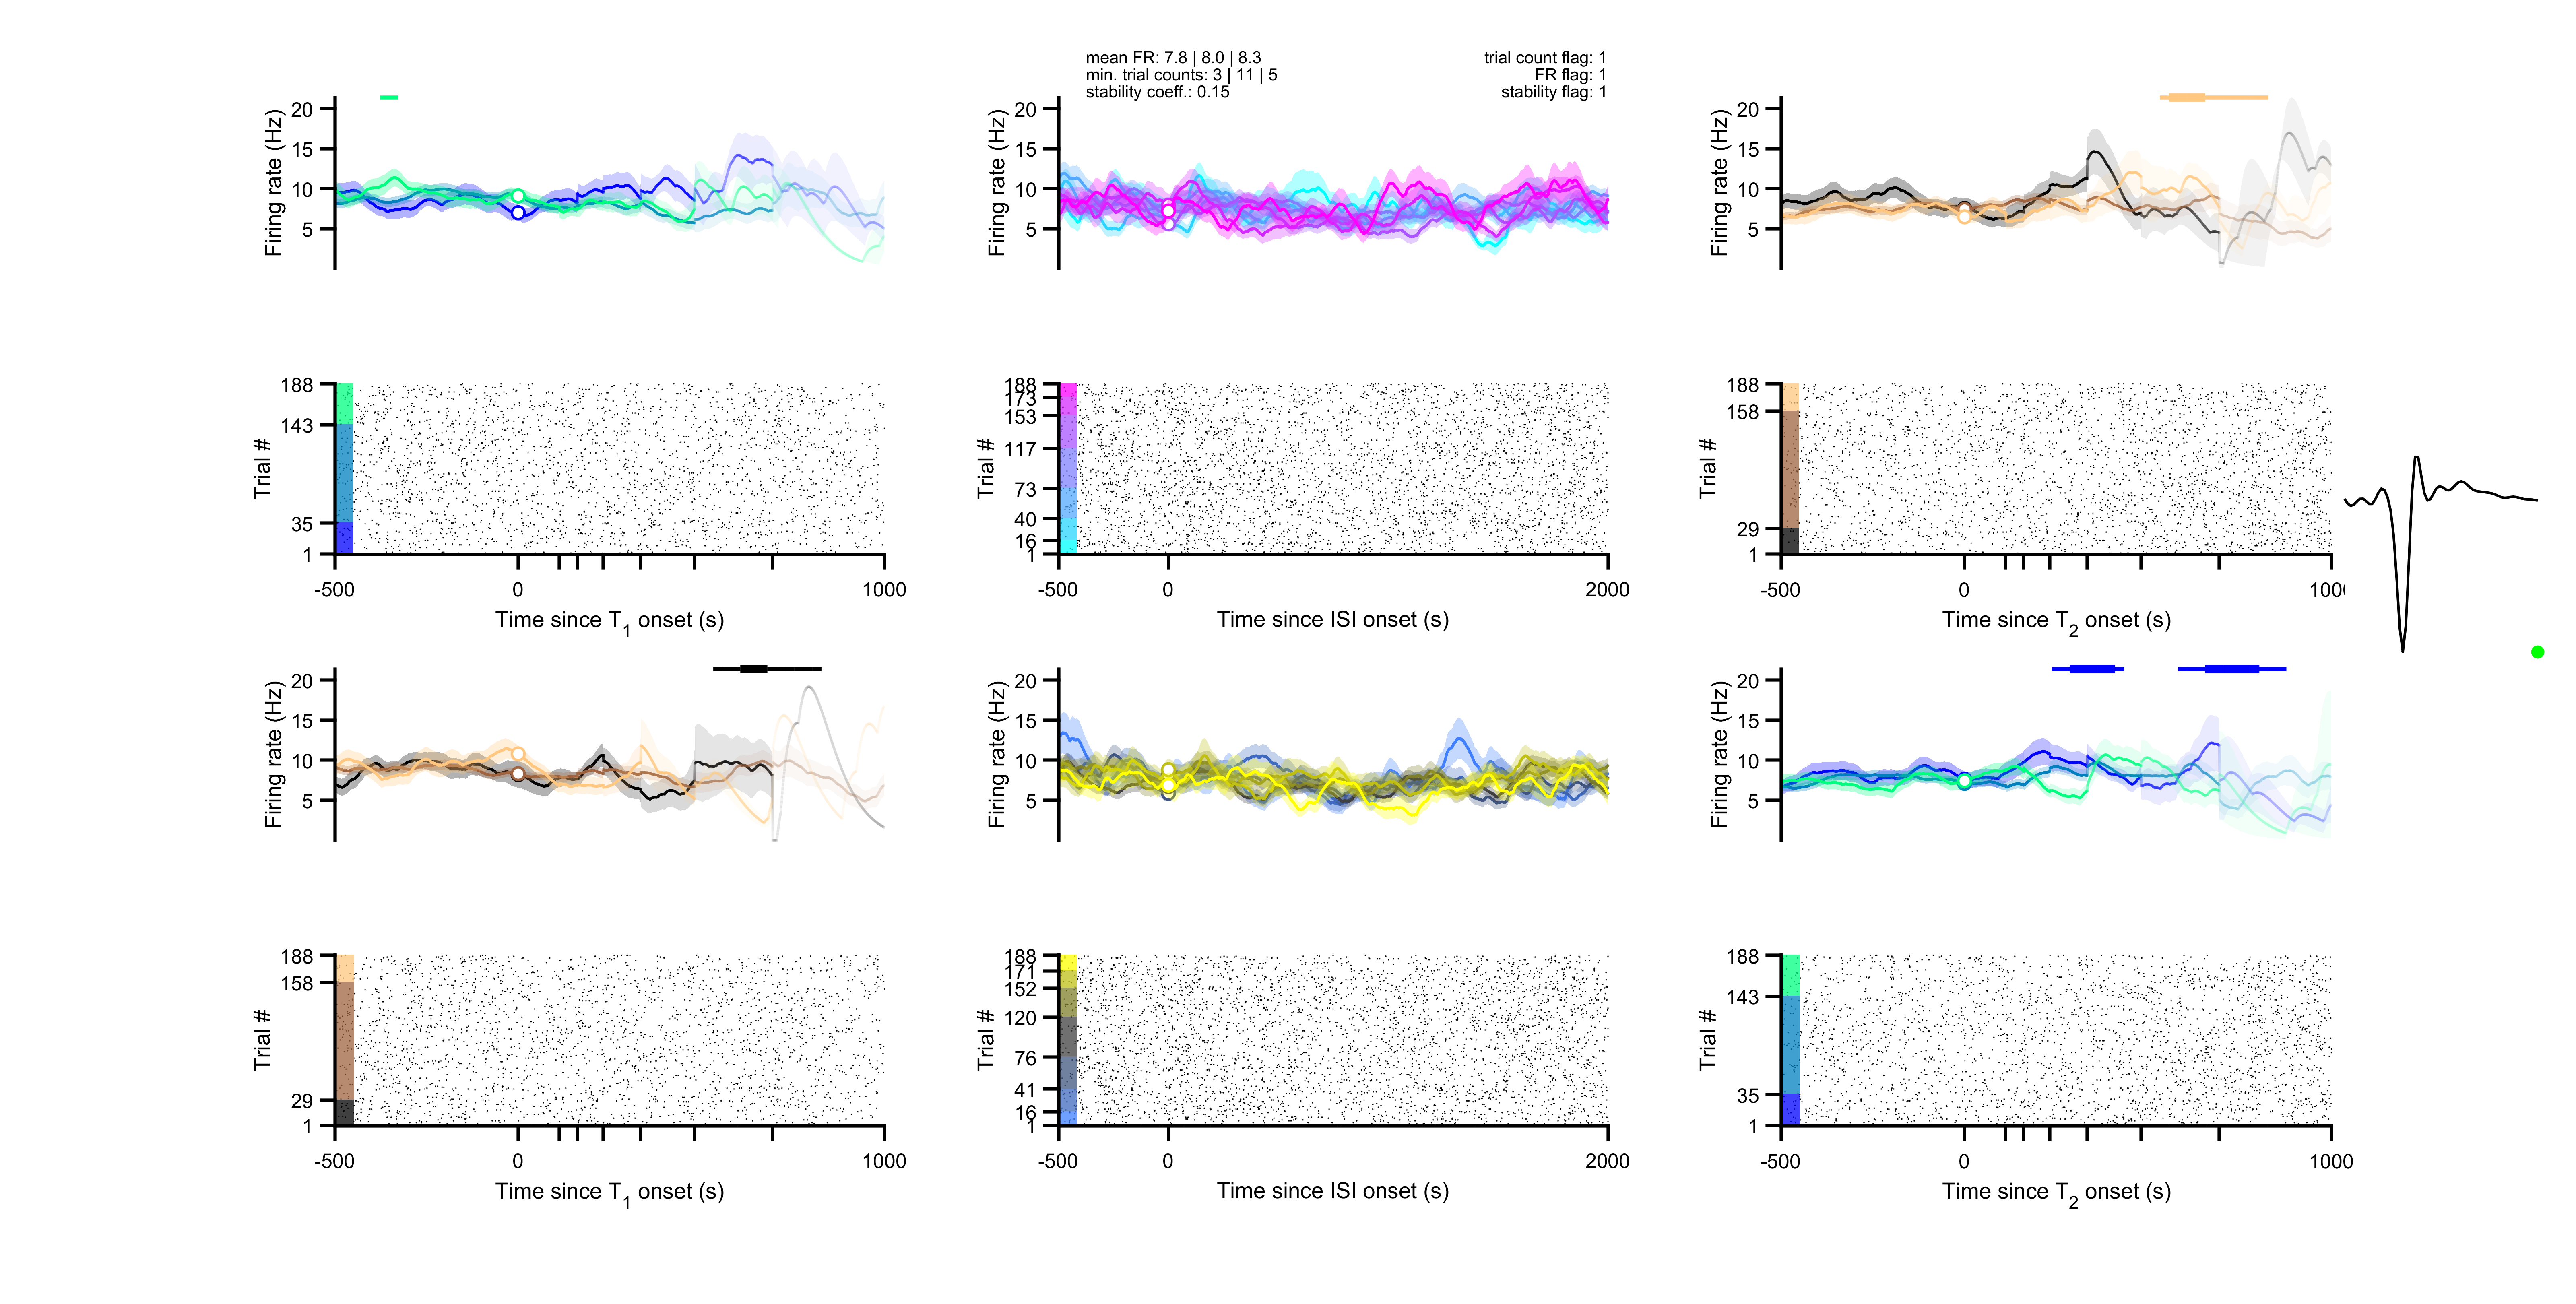 mean FR: 7.8 | 8.0 | 8.3
min. trial counts: 3 | 11 | 5
stability coeff.: 0.15
trial count flag: 1
FR flag: 1
stability flag: 1
Firing rate (Hz)
20
15
10
5
Firing rate (Hz)
20
15
10
5
Firing rate (Hz)
20
15
10
5
Trial #
188
143
35
1
-500 0 1000
Time since T1 onset (s)
Trial #
188
173
153
117
73
40
16
1
-500 0 2000
Time since ISI onset (s)
Trial #
188
158
29
1
-500 0 1000
Time since T2 onset (s)
Firing rate (Hz)
20
15
10
5
Firing rate (Hz)
20
15
10
5
Firing rate (Hz)
20
15
10
5
Trial #
188
158
29
1
-500 0 1000
Time since T1 onset (s)
Trial #
188
171
152
120
76
41
16
1
-500 0 2000
Time since ISI onset (s)
Trial #
188
143
35
1
-500 0 1000
Time since T2 onset (s)